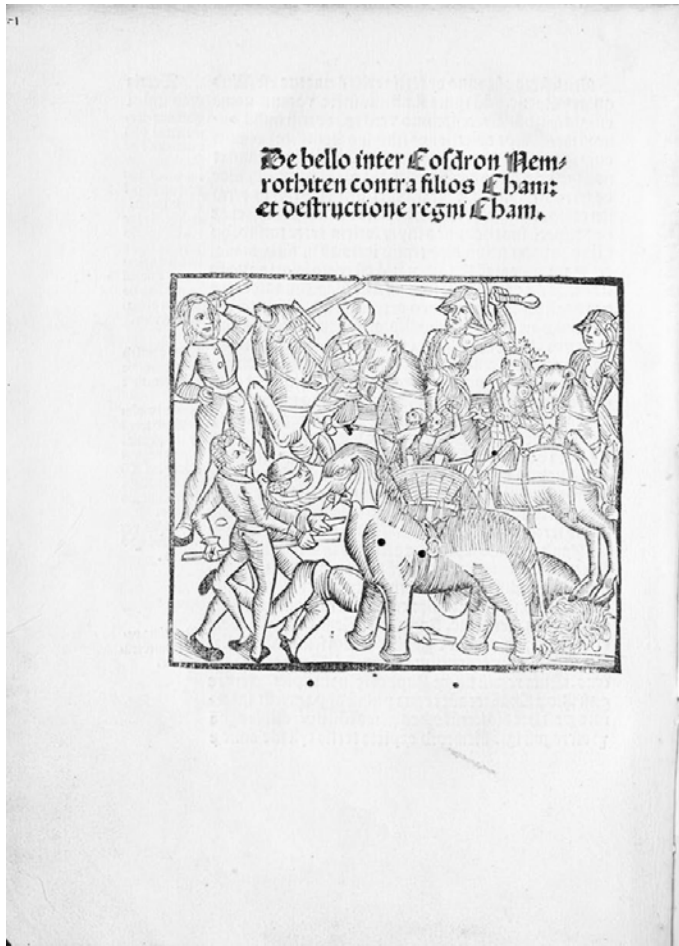 De bello inter Cosdron Nem⸗
rothiten contra filios Cham:
et destructione regni Cham.